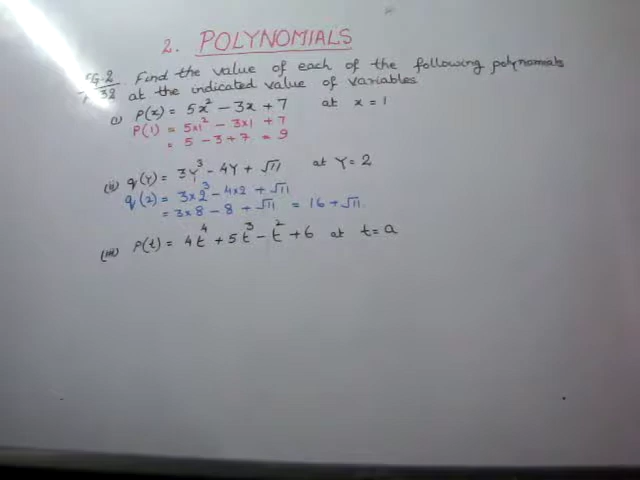 2. POLYNOMIALS
EG.2 Find the value of each of the following polynomials
32 at the indicated value of variables
(i) P(x) = 5x² - 3x + 7 at x = 1
P(1) = 5×1² - 3×1 + 7
= 5 - 3 + 7 = 9
(ii) q(y) = 3y³ - 4y + √11 at y = 2
q(2) = 3×2³ - 4×2 + √11
= 3×8 - 8 + √11 = 16 + √11
(iii) P(t) = 4t⁴ + 5t³ - t² + 6 at t = a